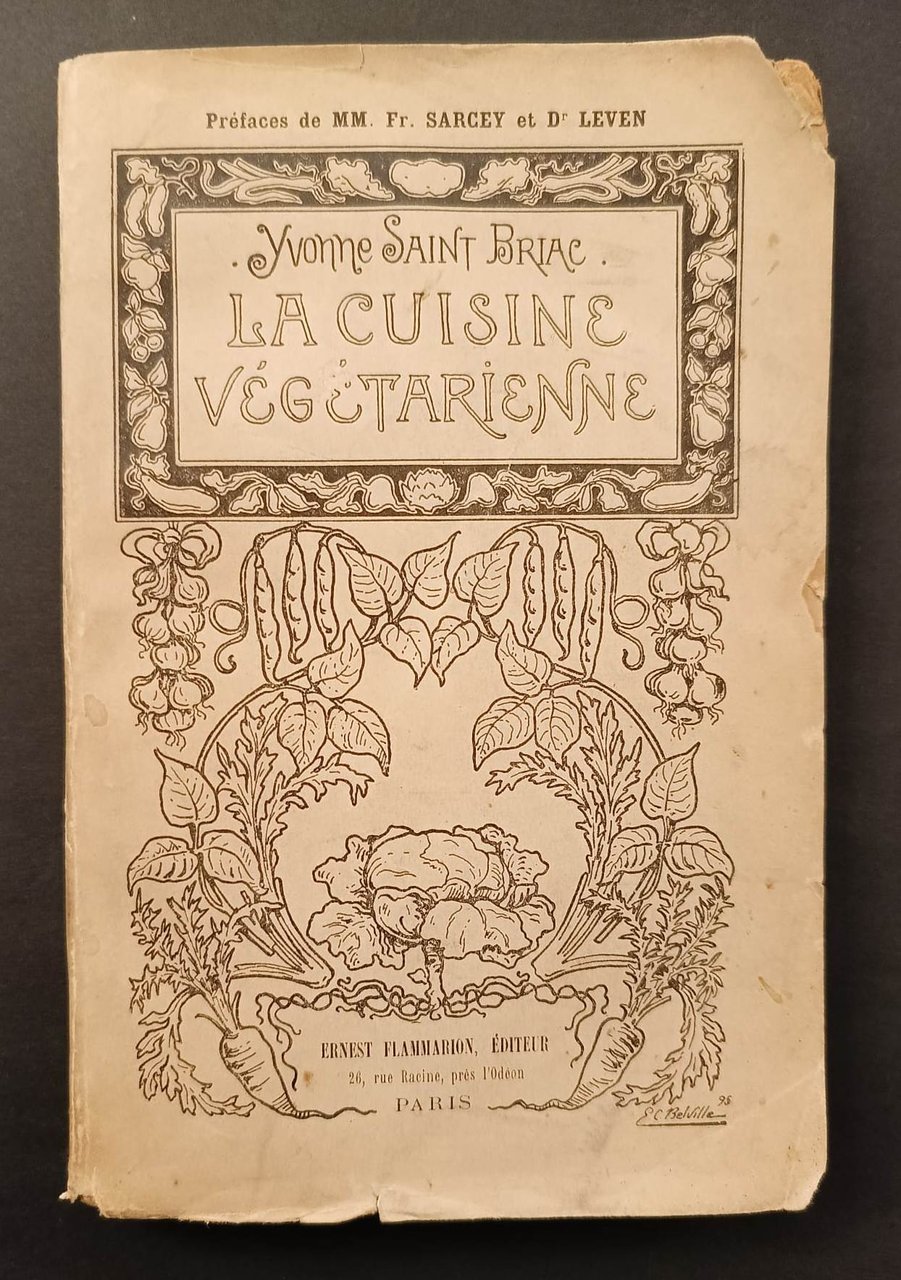 Préfaces de MM. Fr. SARCEY et Dr LEVEN
. YVONNE SAINT BRIAC .
LA CUISINE
VÉGÉTARIENNE
ERNEST FLAMMARION, ÉDITEUR
26, rue Racine, près l'Odéon
PARIS
95
E C Belville